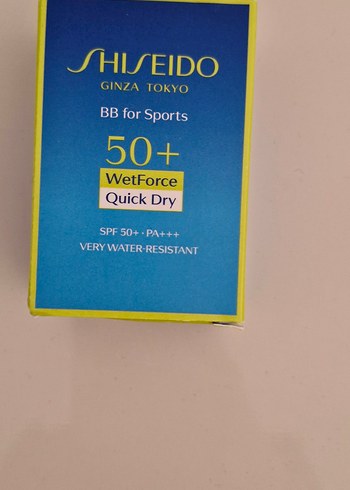 SHISEIDO
GINZA TOKYO
BB for Sports
50+
WetForce
Quick Dry
SPF 50+ · PA+++
VERY WATER-RESISTANT